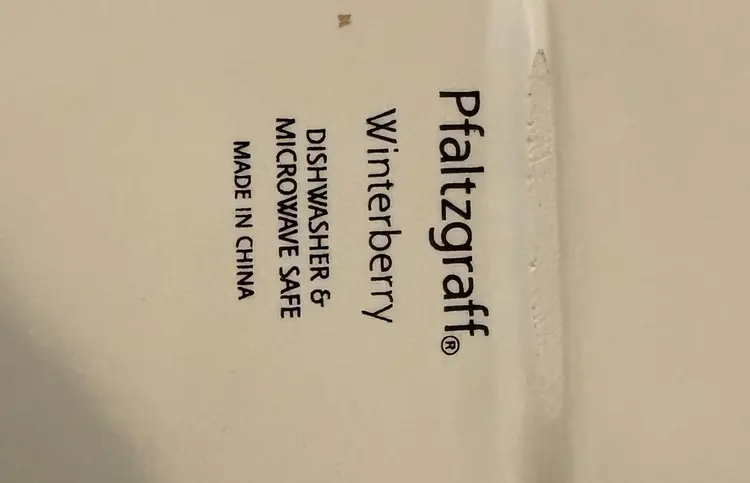 Pfaltzgraff®
Winterberry
DISHWASHER &
MICROWAVE SAFE
MADE IN CHINA